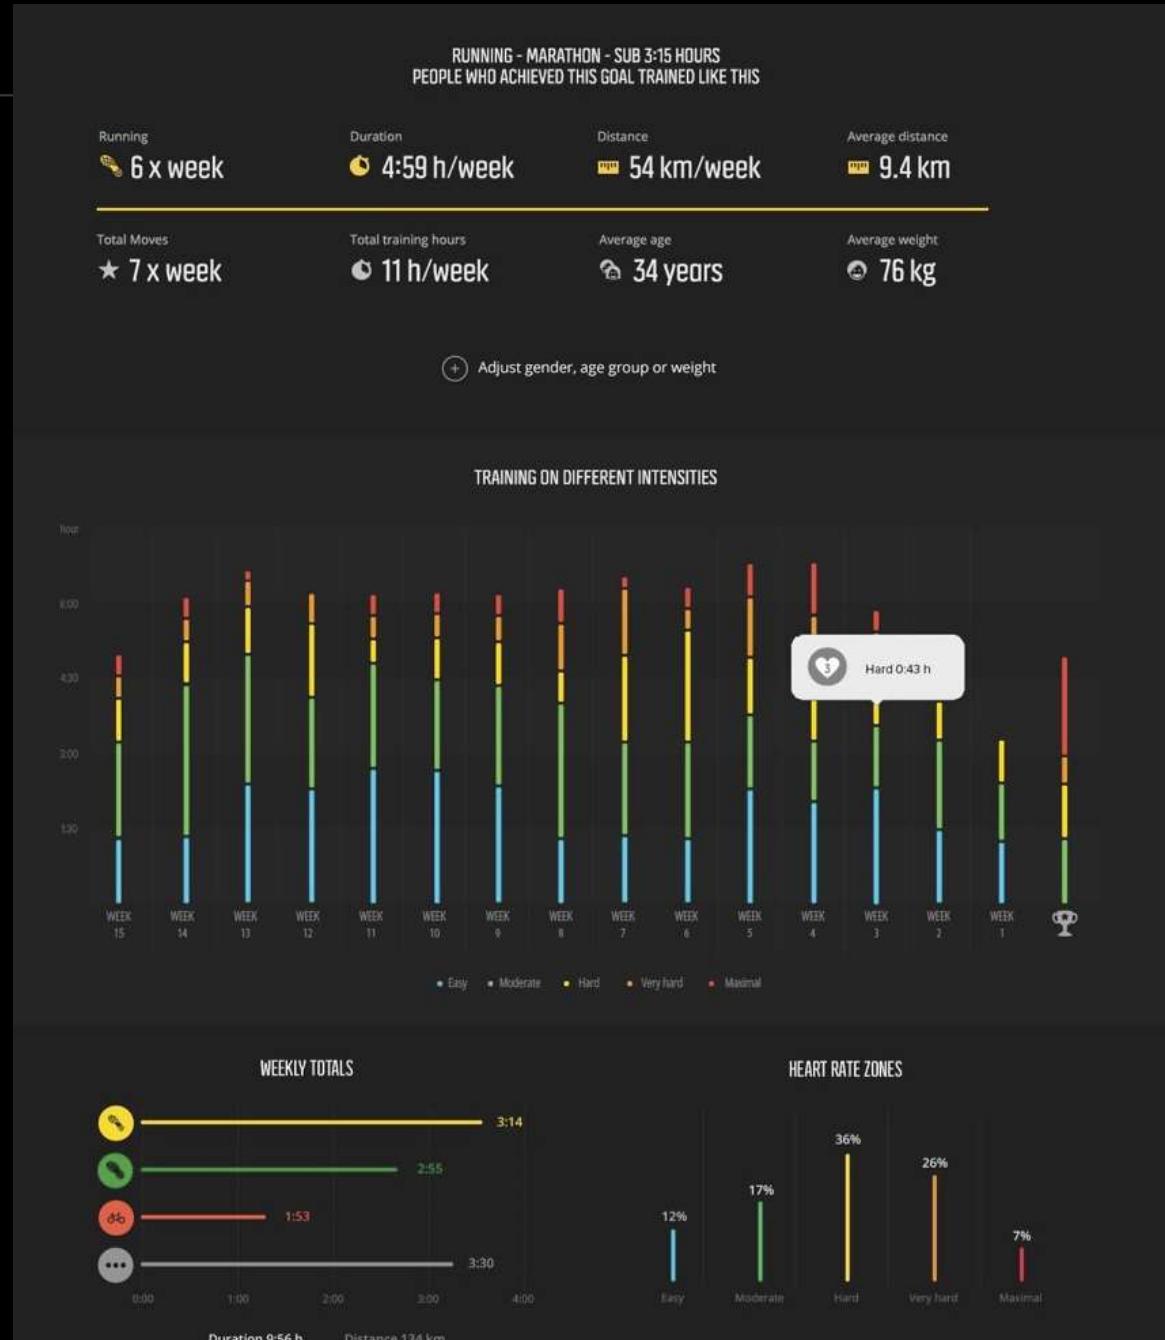 RUNNING - MARATHON - SUB 3:15 HOURS
PEOPLE WHO ACHIEVED THIS GOAL TRAINED LIKE THIS
Running
6 x week
Duration
4:59 h/week
Distance
54 km/week
Average distance
9.4 km
Total Moves
7 x week
Total training hours
11 h/week
Average age
34 years
Average weight
76 kg
Adjust gender, age group or weight
TRAINING ON DIFFERENT INTENSITIES
hour
6:00
4:30
3:00
1:30
3
Hard 0:43 h
WEEK 15
WEEK 14
WEEK 13
WEEK 12
WEEK 11
WEEK 10
WEEK 9
WEEK 8
WEEK 7
WEEK 6
WEEK 5
WEEK 4
WEEK 3
WEEK 2
WEEK 1
Easy Moderate Hard Very hard Maximal
WEEKLY TOTALS
3:14
2:55
1:53
3:30
0:00 1:00 2:00 3:00 4:00
Duration 9:56 h Distance 134 km
HEART RATE ZONES
12%
17%
36%
26%
7%
Easy Moderate Hard Very hard Maximal